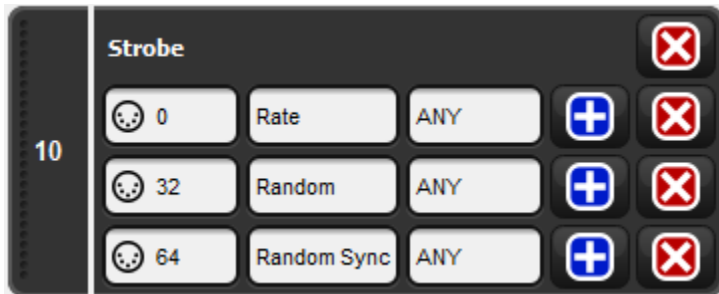 Strobe
0 Rate ANY
10
32 Random ANY
64 Random Sync ANY